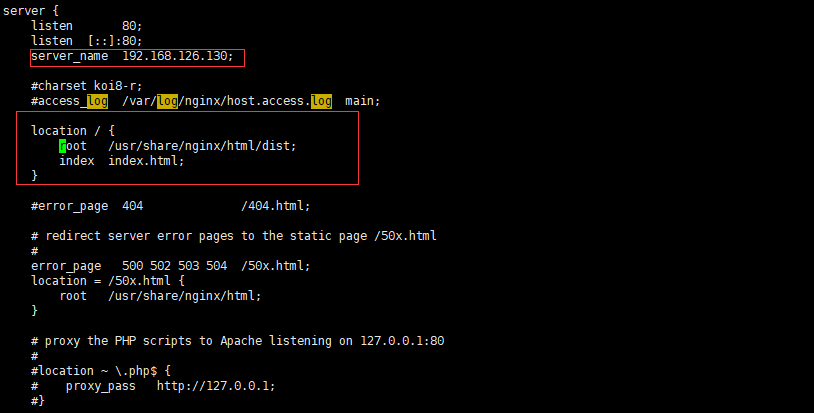 server {
    listen       80;
    listen  [::]:80;
    server_name  192.168.126.130;

    #charset koi8-r;
    #access_log  /var/log/nginx/host.access.log  main;

    location / {
        root   /usr/share/nginx/html/dist;
        index  index.html;
    }

    #error_page  404              /404.html;

    # redirect server error pages to the static page /50x.html
    #
    error_page   500 502 503 504  /50x.html;
    location = /50x.html {
        root   /usr/share/nginx/html;
    }

    # proxy the PHP scripts to Apache listening on 127.0.0.1:80
    #
    #location ~ \.php$ {
    #    proxy_pass   http://127.0.0.1;
    #}